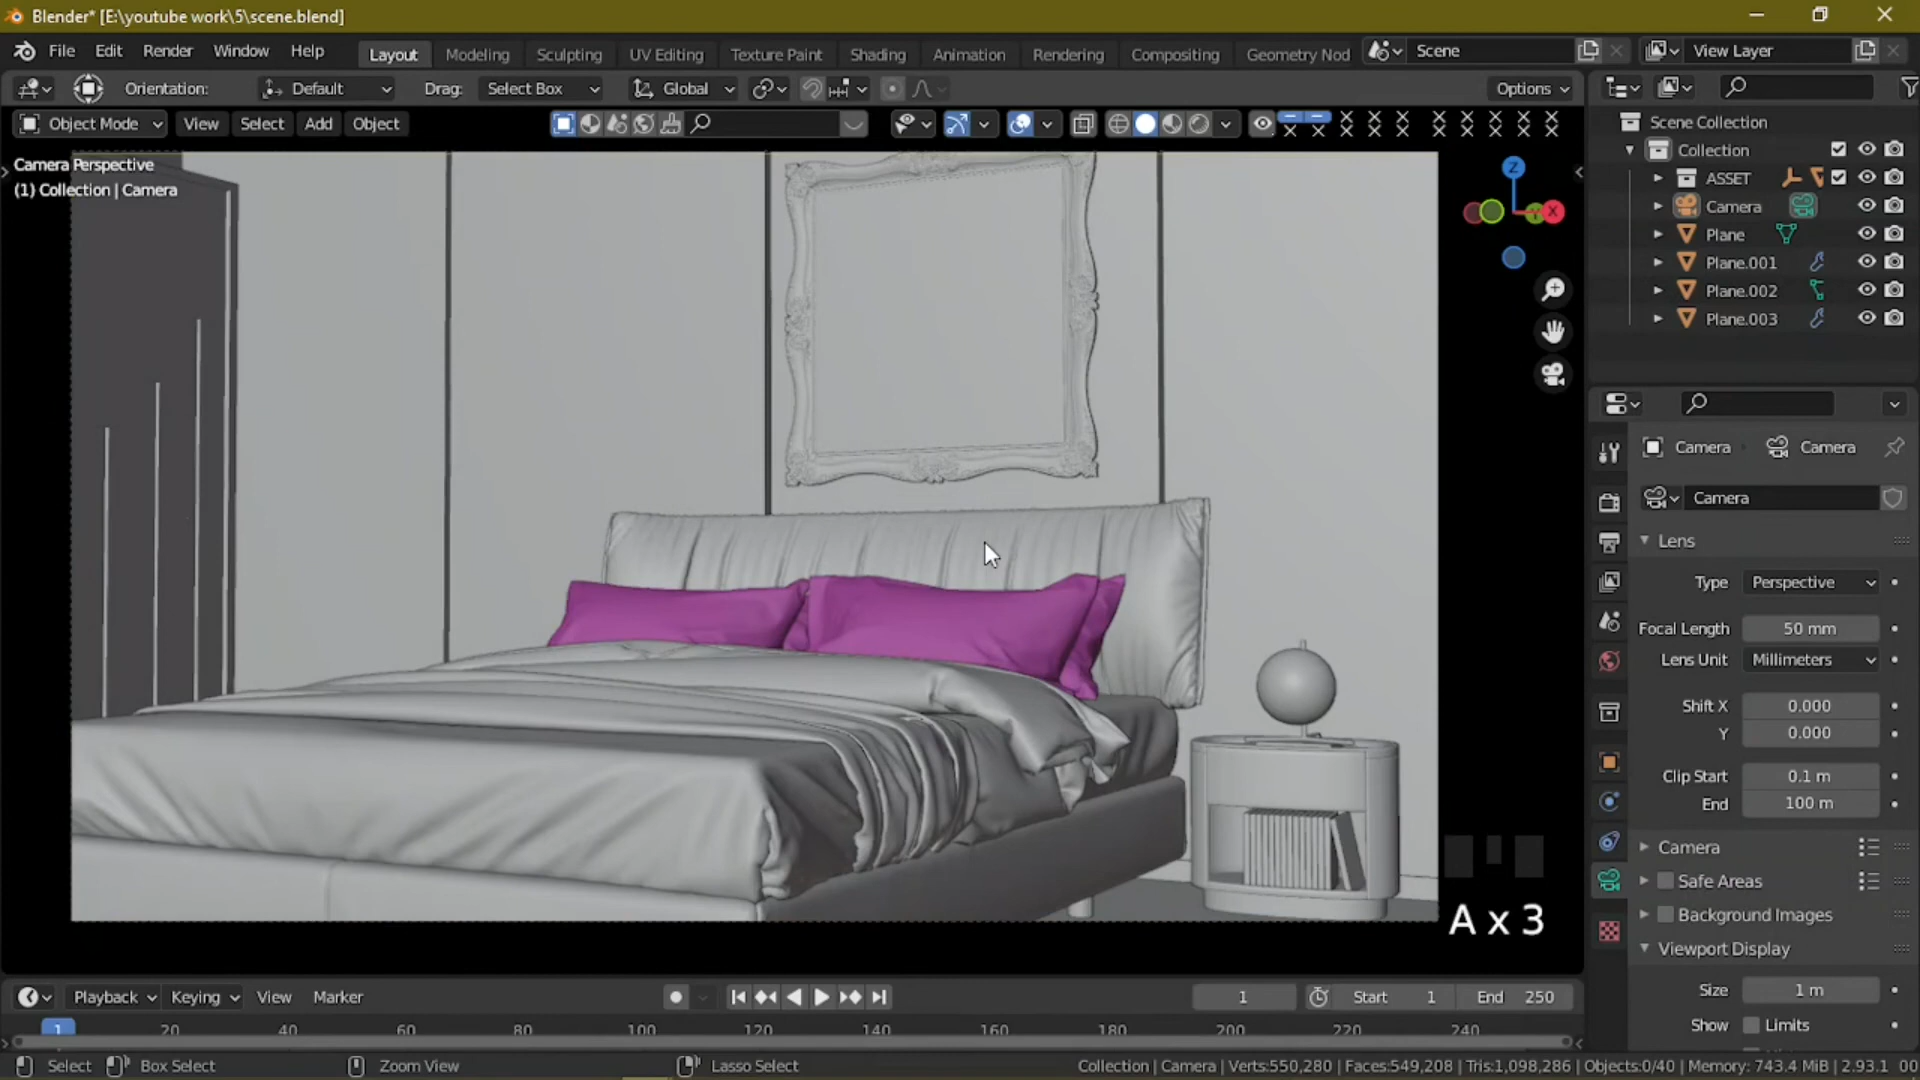 Blender* [E:\youtube work\5\scene.blend]
File Edit Render Window Help Layout Modeling Sculpting UV Editing Texture Paint Shading Animation Rendering Compositing Geometry Nod Scene View Layer
Orientation: Default Drag: Select Box Global Options
Object Mode View Select Add Object
Camera Perspective
(1) Collection | Camera
Z
X
Scene Collection
Collection
ASSET
Camera
Plane
Plane.001
Plane.002
Plane.003
Camera Camera
Camera
Lens
Type Perspective
Focal Length 50 mm
Lens Unit Millimeters
Shift X 0.000
Y 0.000
Clip Start 0.1 m
End 100 m
Camera
Safe Areas
Background Images
Viewport Display
Size 1 m
Show Limits
A x 3
Playback Keying View Marker 1 Start 1 End 250
1 20 40 60 80 100 120 140 160 180 200 220 240
Select Box Select Zoom View Lasso Select Collection | Camera | Verts:550,280 | Faces:549,208 | Tris:1,098,286 | Objects:0/40 | Memory: 743.4 MiB | 2.93.1 00